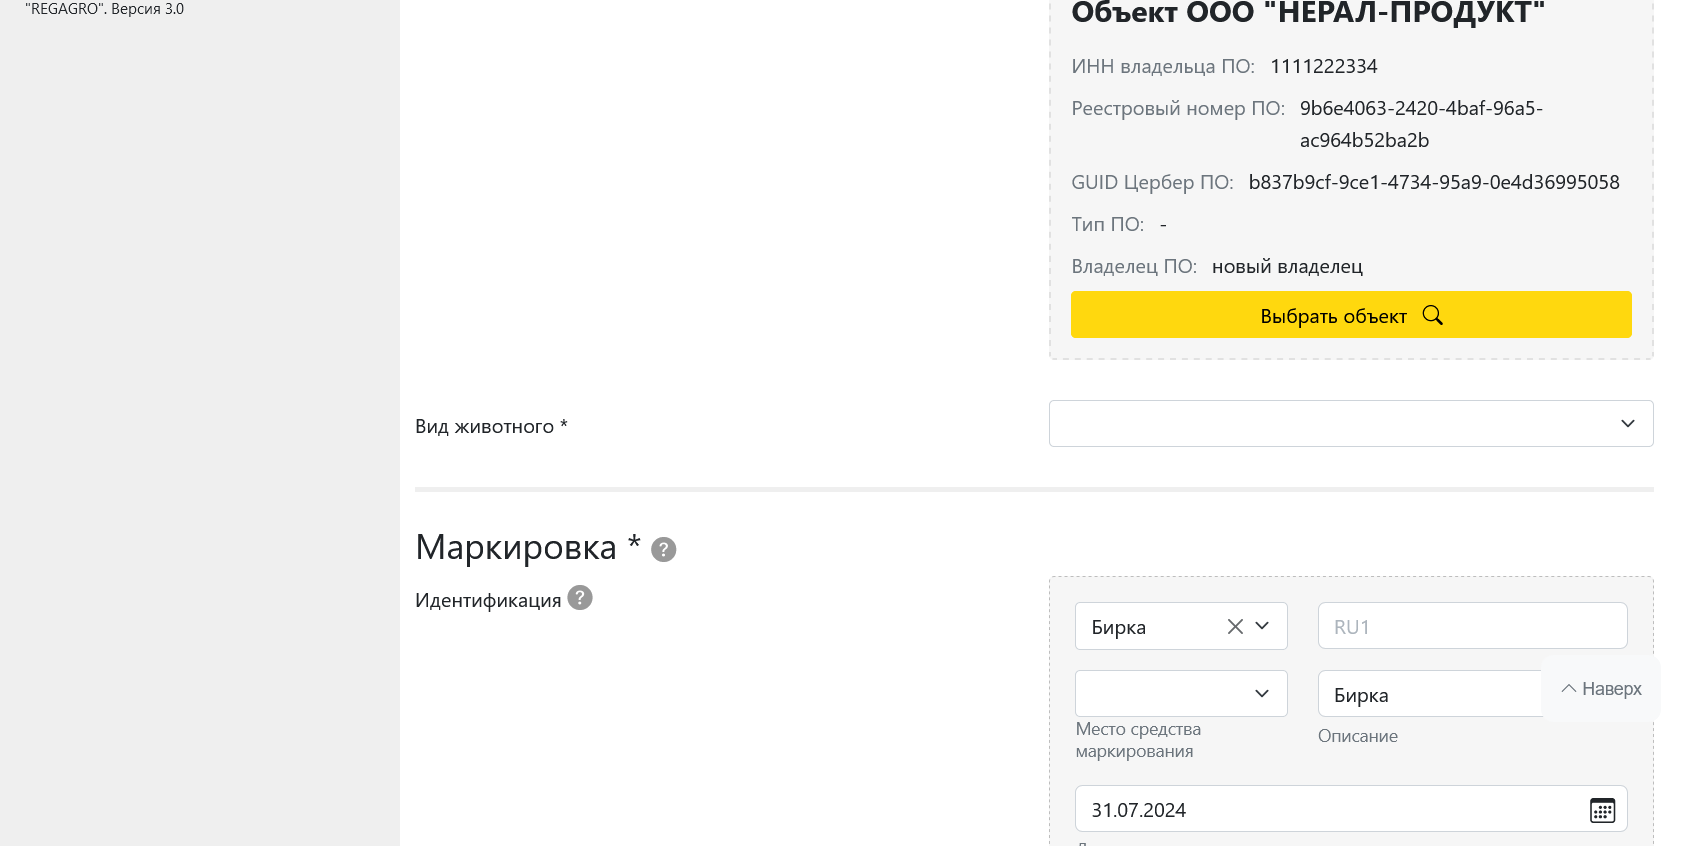 "REGAGRO". Версия 3.0
Объект ООО "НЕРАЛ-ПРОДУКТ"
ИНН владельца ПО: 1111222334
Реестровый номер ПО: 9b6e4063-2420-4baf-96a5-
ac964b52ba2b
GUID Цербер ПО: b837b9cf-9ce1-4734-95a9-0e4d36995058
Тип ПО: -
Владелец ПО: новый владелец
Выбрать объект
Вид животного *
Маркировка * ?
Идентификация ?
Бирка
RU1
Бирка
Наверх
Место средства
маркирования
Описание
31.07.2024